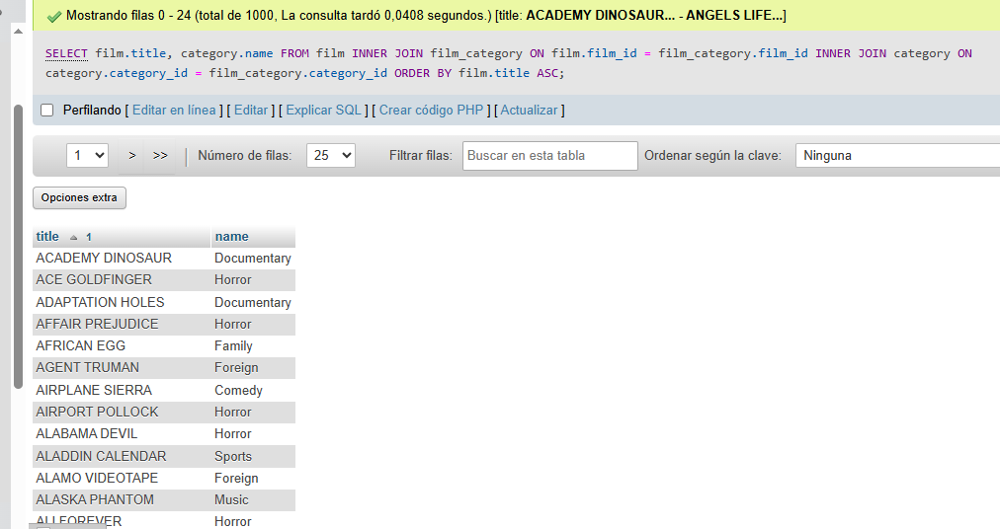 Mostrando filas 0 - 24 (total de 1000, La consulta tardó 0,0408 segundos.) [title: ACADEMY DINOSAUR... - ANGELS LIFE...]
SELECT film.title, category.name FROM film INNER JOIN film_category ON film.film_id = film_category.film_id INNER JOIN category ON
category.category_id = film_category.category_id ORDER BY film.title ASC;
Perfilando [ Editar en línea ] [ Editar ] [ Explicar SQL ] [ Crear código PHP ] [ Actualizar ]
1 > >> | Número de filas: 25 Filtrar filas: Buscar en esta tabla Ordenar según la clave: Ninguna
Opciones extra
title 1 name
ACADEMY DINOSAUR Documentary
ACE GOLDFINGER Horror
ADAPTATION HOLES Documentary
AFFAIR PREJUDICE Horror
AFRICAN EGG Family
AGENT TRUMAN Foreign
AIRPLANE SIERRA Comedy
AIRPORT POLLOCK Horror
ALABAMA DEVIL Horror
ALADDIN CALENDAR Sports
ALAMO VIDEOTAPE Foreign
ALASKA PHANTOM Music
ALI FOREVER Horror